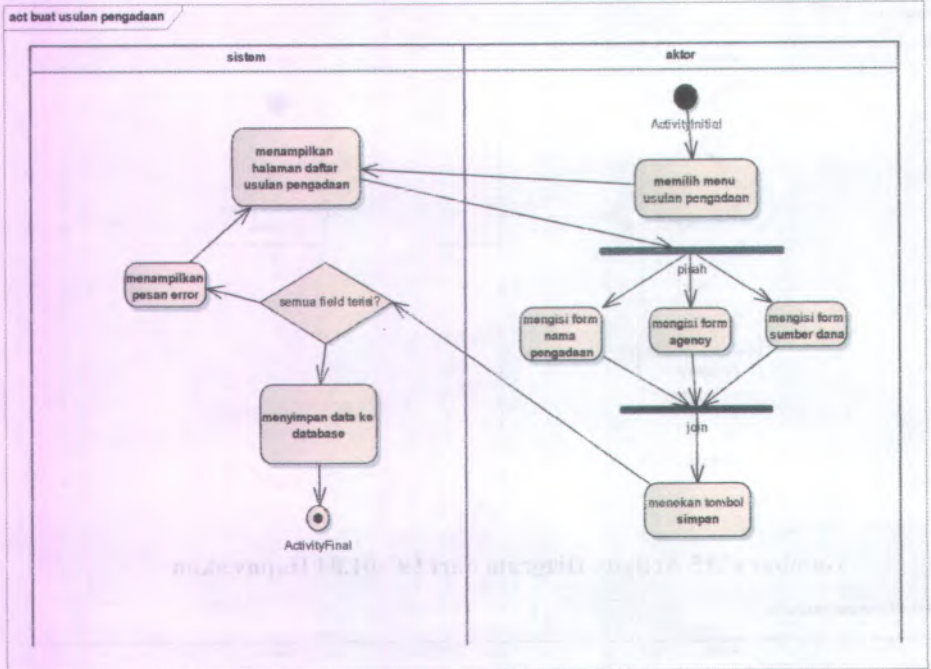 act buat usulan pengadaan
sistem
aktor
ActivityInitial
menampilkan
halaman daftar
usulan pengadaan
memilih menu
usulan pengadaan
pisah
menampilkan
pesan error
semua field terisi?
mengisi form
nama
pengadaan
mengisi form
agency
mengisi form
sumber dana
menyimpan data ke
database
join
menekan tombol
simpan
ActivityFinal